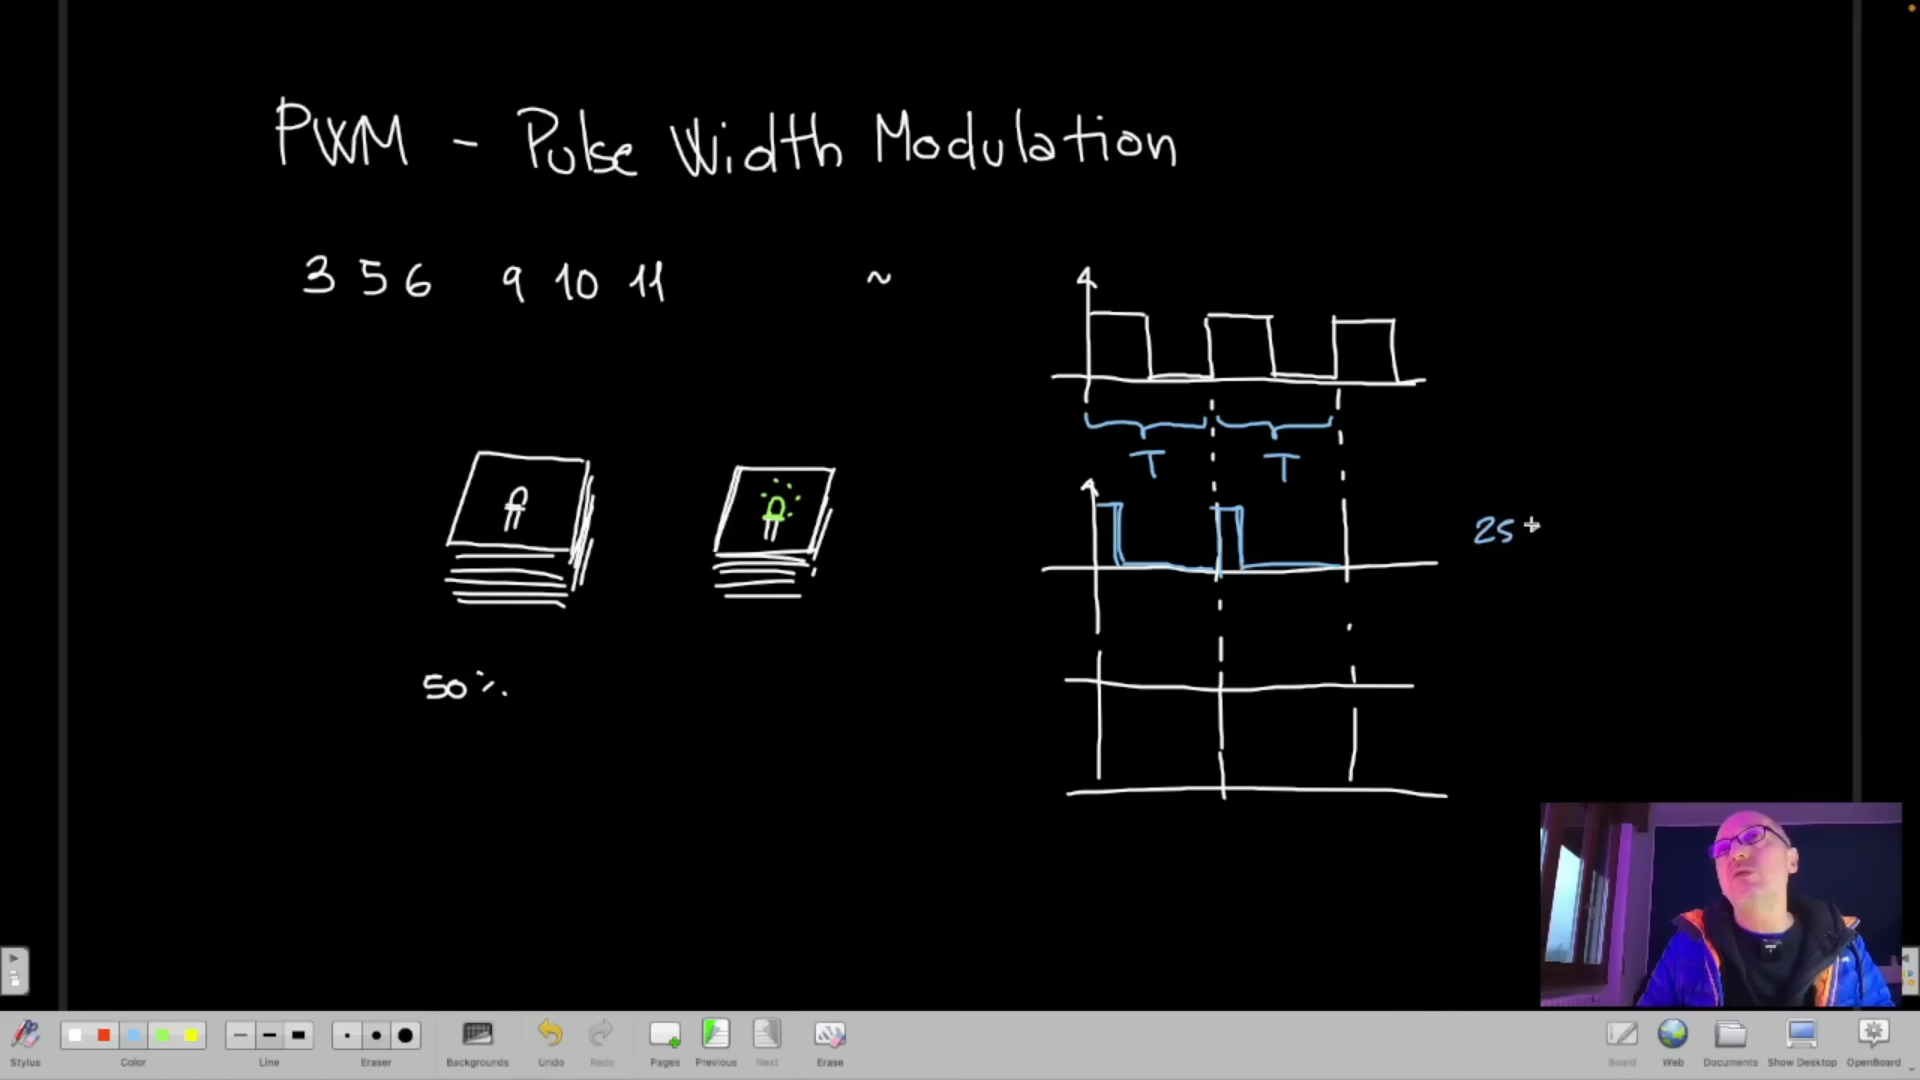 PWM - Pulse Width Modulation
3 5 6 9 10 11 ~
T T
25
50%
Stylus Color Line Eraser Backgrounds Undo Redo Pages Previous Next Erase Board Web Documents Show Desktop OpenBoard